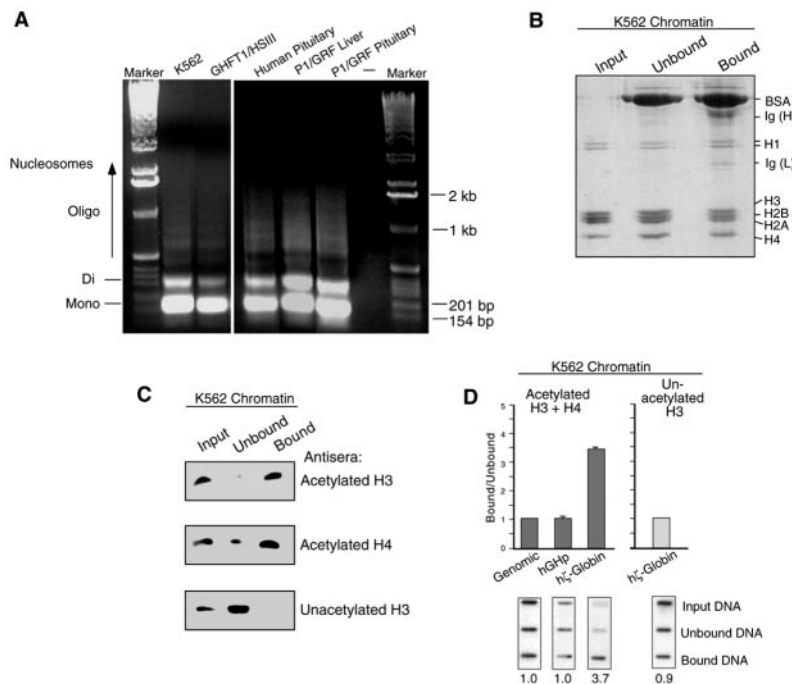 A
Marker
K562
GHFT1/HSIII
Human Pituitary
P1/GRF Liver
P1/GRF Pituitary
—
Marker
Nucleosomes
Oligo
Di
Mono
2 kb
1 kb
201 bp
154 bp
B
K562 Chromatin
Input
Unbound
Bound
BSA
Ig (H
H1
Ig (L)
H3
H2B
H2A
H4
C
K562 Chromatin
Input
Unbound
Bound
Antisera:
Acetylated H3
Acetylated H4
Unacetylated H3
D
K562 Chromatin
Acetylated
H3 + H4
Un-
acetylated
H3
Bound/Unbound
5
4
3
2
1
0
Genomic
hGHp
hζ-Globin
hζ-Globin
Input DNA
Unbound DNA
Bound DNA
1.0
1.0
3.7
0.9